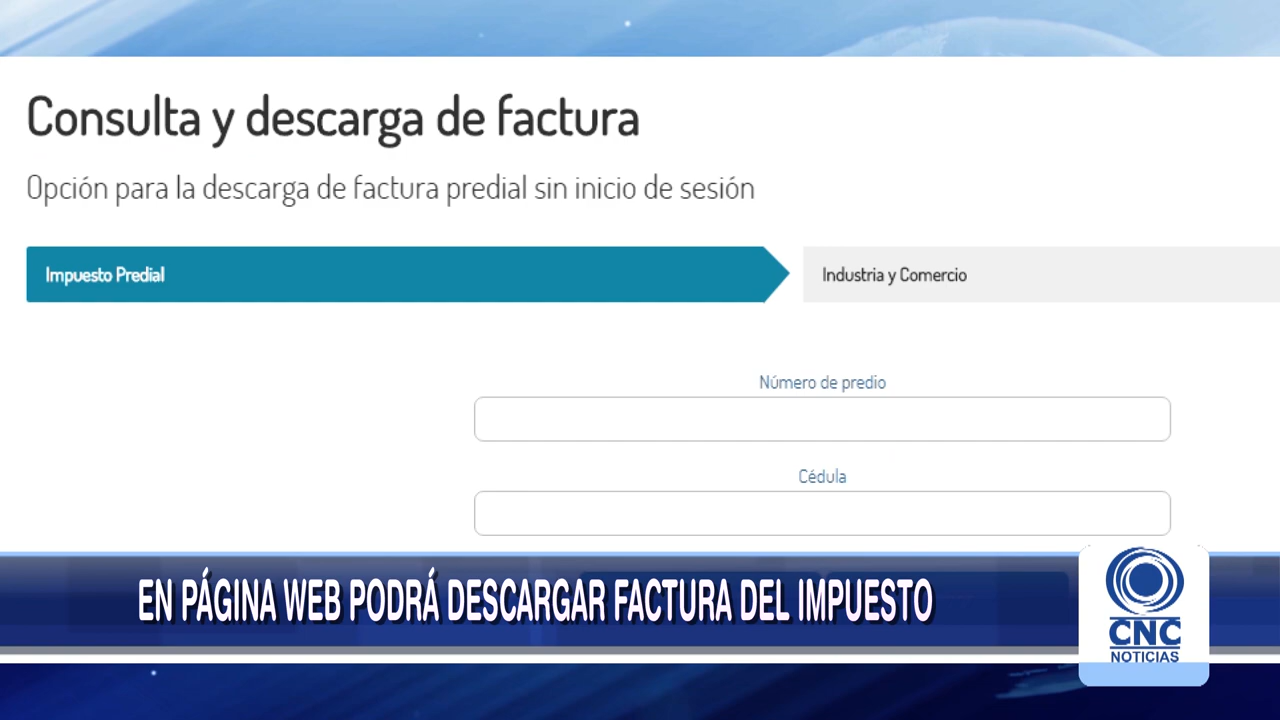 Consulta y descarga de factura
Opción para la descarga de factura predial sin inicio de sesión
Impuesto Predial
Industria y Comercio
Número de predio
Cédula
EN PÁGINA WEB PODRÁ DESCARGAR FACTURA DEL IMPUESTO
CNC
NOTICIAS